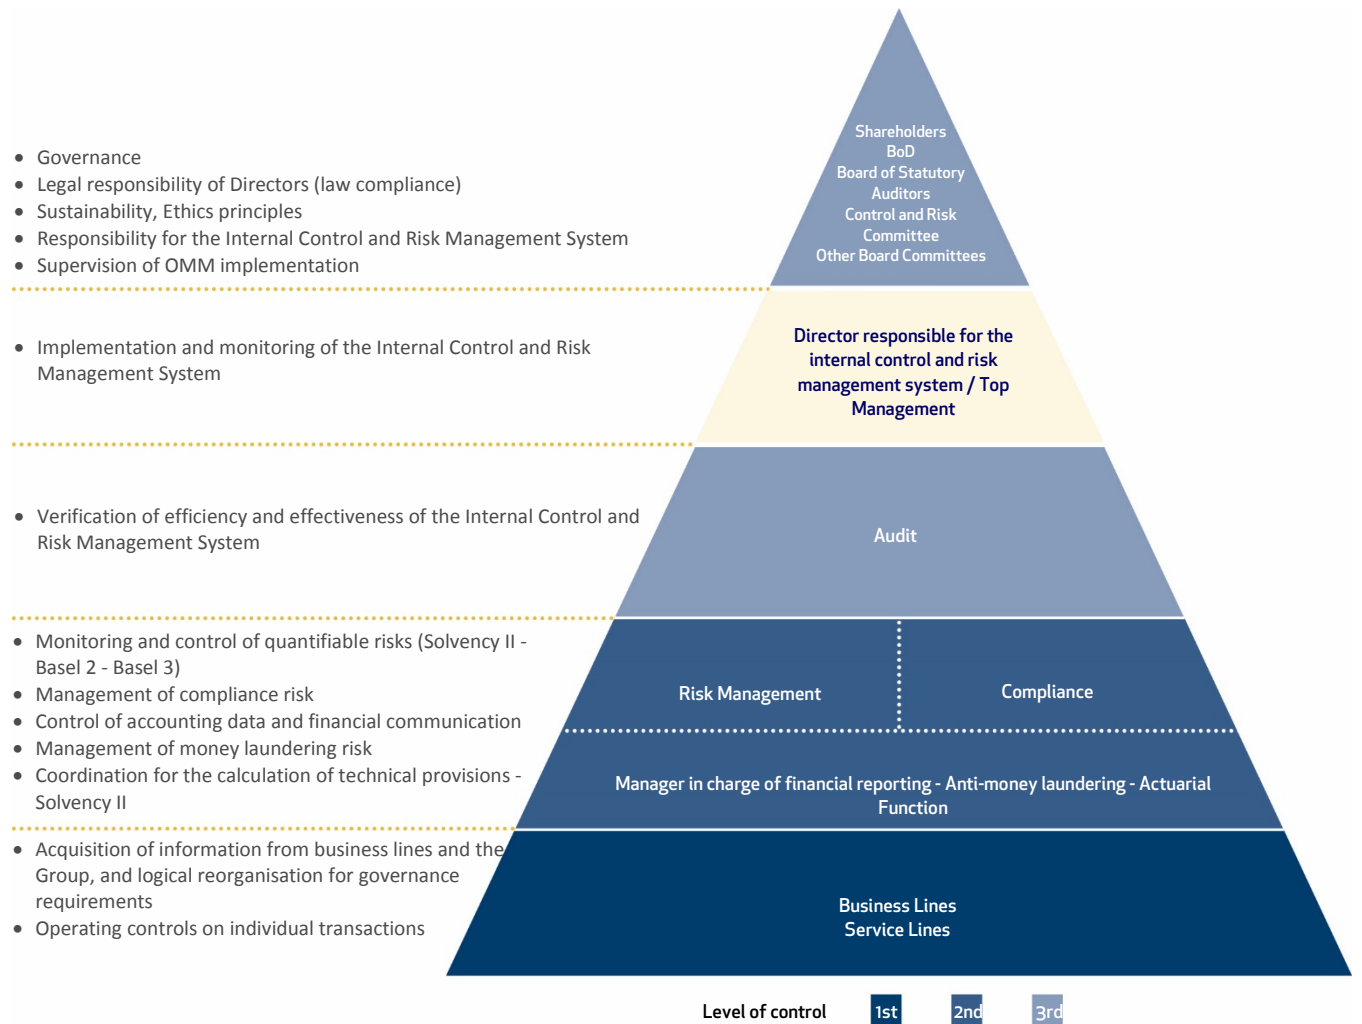 Shareholders
BoD
Board of Statutory
Auditors
Control and Risk
Committee
Other Board Committees
• Governance
• Legal responsibility of Directors (law compliance)
• Sustainability, Ethics principles
• Responsibility for the Internal Control and Risk Management System
• Supervision of OMM implementation
Director responsible for the
internal control and risk
management system / Top
Management
• Implementation and monitoring of the Internal Control and Risk
Management System
Audit
• Verification of efficiency and effectiveness of the Internal Control and
Risk Management System
• Monitoring and control of quantifiable risks (Solvency II -
Basel 2 - Basel 3)
• Management of compliance risk
• Control of accounting data and financial communication
• Management of money laundering risk
• Coordination for the calculation of technical provisions -
Solvency II
Risk Management
Compliance
Manager in charge of financial reporting - Anti-money laundering - Actuarial
Function
• Acquisition of information from business lines and the
Group, and logical reorganisation for governance
requirements
• Operating controls on individual transactions
Business Lines
Service Lines
Level of control 1st 2nd 3rd